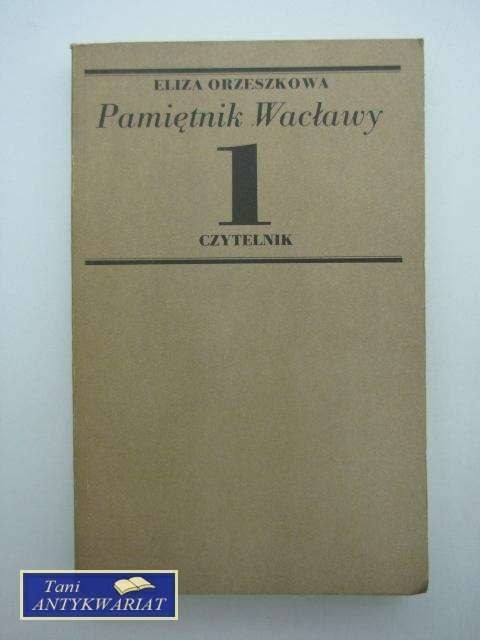 ELIZA ORZESZKOWA
Pamiętnik Wacławy
1
CZYTELNIK
Tani
ANTYKWARIAT